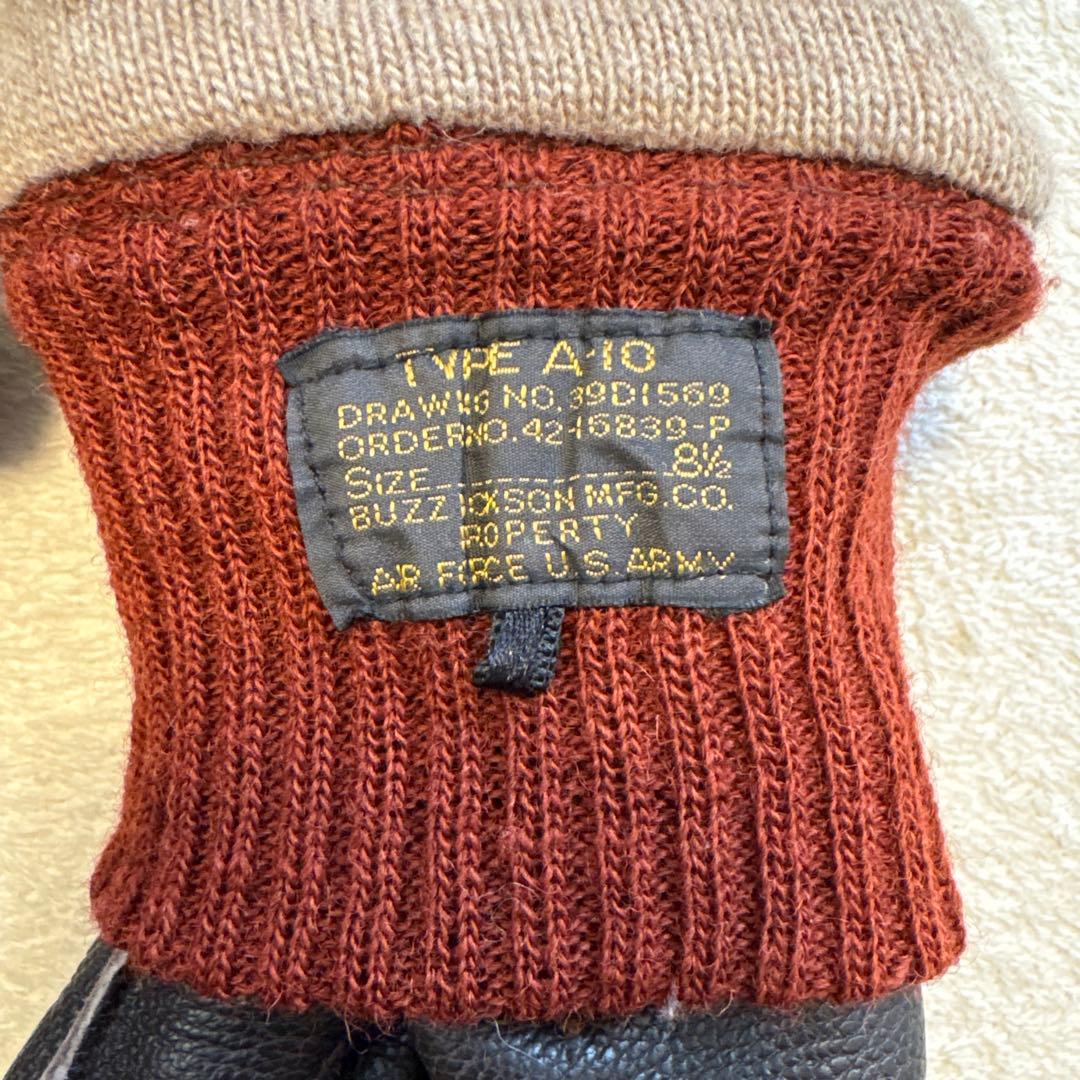 TYPE A-10
DRAWING NO. 39D1569
ORDER NO. 42-16839-P
SIZE 8½
BUZZ RICKSON MFG. CO.
PROPERTY
AIR FORCE U.S. ARMY